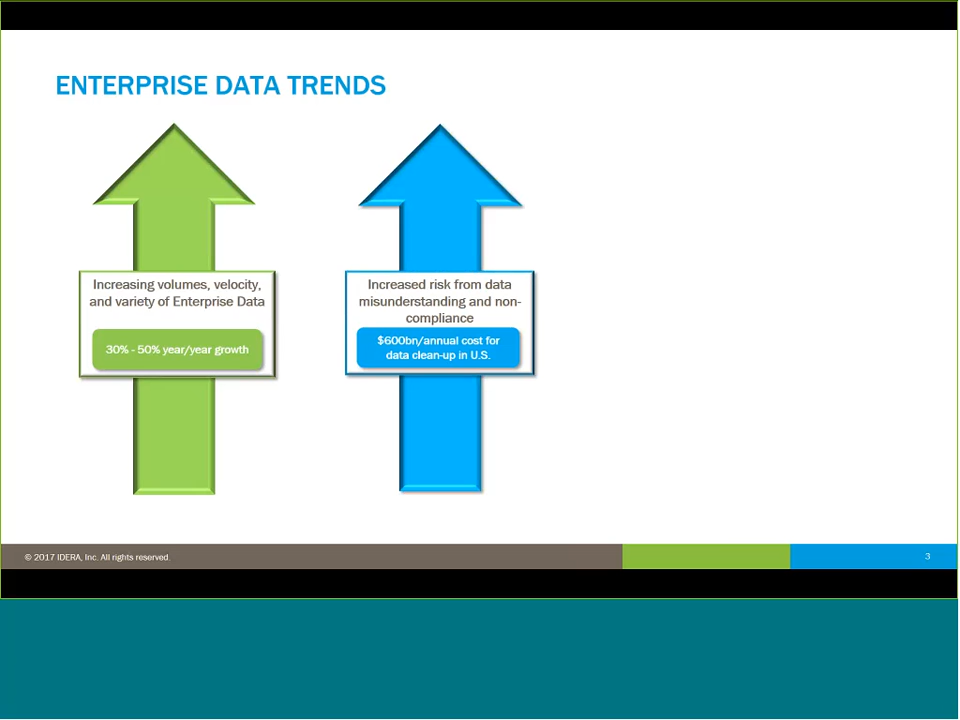 ENTERPRISE DATA TRENDS
Increasing volumes, velocity,
and variety of Enterprise Data
30% - 50% year/year growth
Increased risk from data
misunderstanding and non-
compliance
$600bn/annual cost for
data clean-up in U.S.
© 2017 IDERA, Inc. All rights reserved.
3